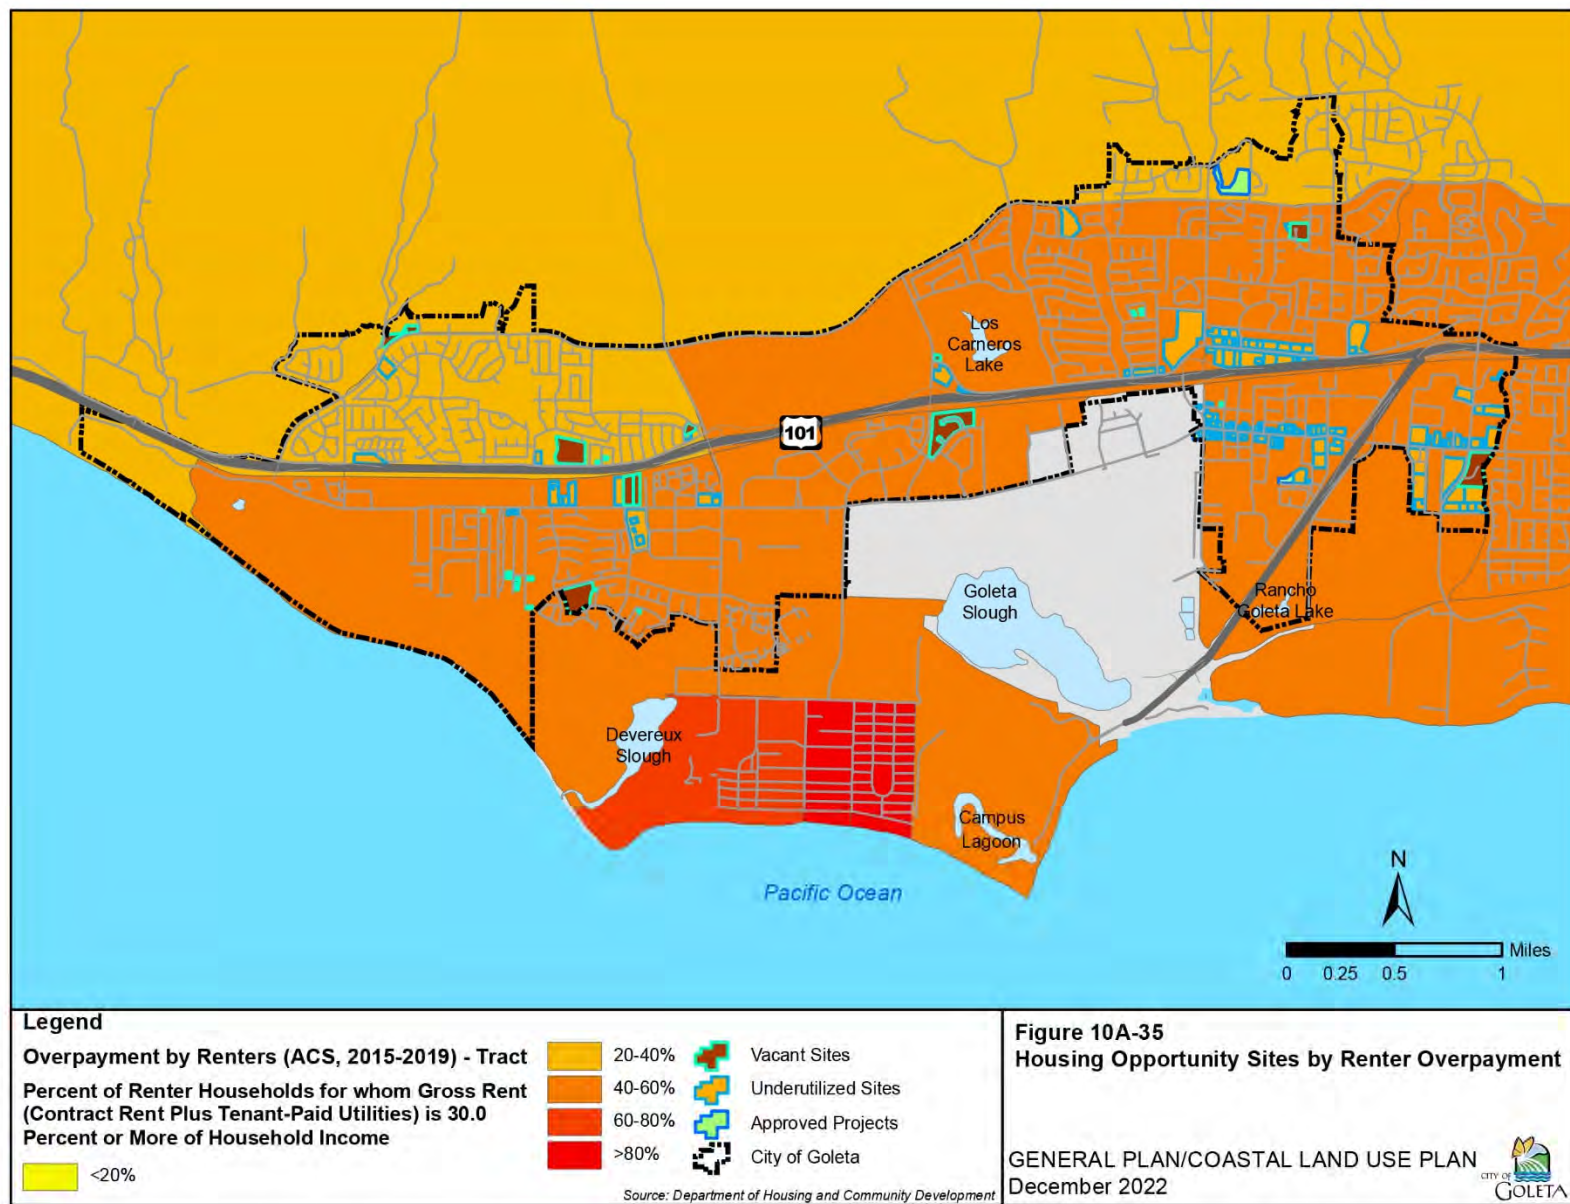 Los
Carneros
Lake
101
Goleta
Slough
Rancho
Goleta Lake
Devereux
Slough
Campus
Lagoon
Pacific Ocean
N
Miles
0 0.25 0.5 1
Legend
Overpayment by Renters (ACS, 2015-2019) - Tract
Percent of Renter Households for whom Gross Rent
(Contract Rent Plus Tenant-Paid Utilities) is 30.0
Percent or More of Household Income
<20%
20-40%
40-60%
60-80%
>80%
Vacant Sites
Underutilized Sites
Approved Projects
City of Goleta
Source: Department of Housing and Community Development
Figure 10A-35
Housing Opportunity Sites by Renter Overpayment
GENERAL PLAN/COASTAL LAND USE PLAN
December 2022
CITY OF
GOLETA